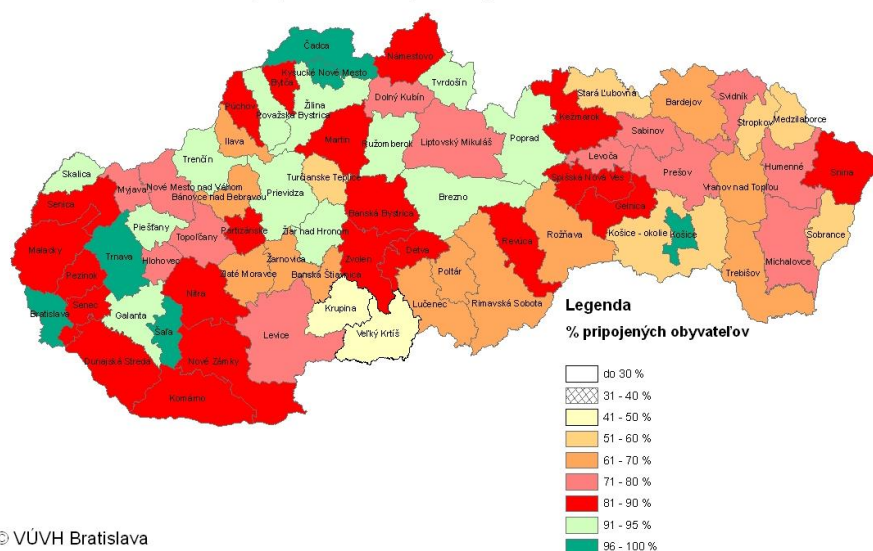 Čadca
Námestovo
Kysucké Nové Mesto
Bytča
Tvrdošín
Púchov
Žilina
Dolný Kubín
Považská Bystrica
Stará Ľubovňa
Bardejov
Svidník
Stropkov
Medzilaborce
Kežmarok
Ilava
Martin
Ružomberok
Liptovský Mikuláš
Poprad
Sabinov
Levoča
Prešov
Humenné
Snina
Skalica
Trenčín
Turčianske Teplice
Myjava
Nové Mesto nad Váhom
Bánovce nad Bebravou
Prievidza
Brezno
Spišská Nová Ves
Gelnica
Vranov nad Topľou
Senica
Banská Bystrica
Piešťany
Topoľčany
Partizánske
Žiar nad Hronom
Revúca
Rožňava
Košice - okolie
Košice
Sobrance
Malacky
Trnava
Hlohovec
Žarnovica
Zvolen
Detva
Michalovce
Pezinok
Zlaté Moravce
Banská Štiavnica
Poltár
Trebišov
Bratislava
Senec
Galanta
Nitra
Krupina
Lučenec
Rimavská Sobota
Šaľa
Levice
Veľký Krtíš
Dunajská Streda
Nové Zámky
Komárno
Legenda
% pripojených obyvateľov
do 30 %
31 - 40 %
41 - 50 %
51 - 60 %
61 - 70 %
71 - 80 %
81 - 90 %
91 - 95 %
96 - 100 %
© VÚVH Bratislava